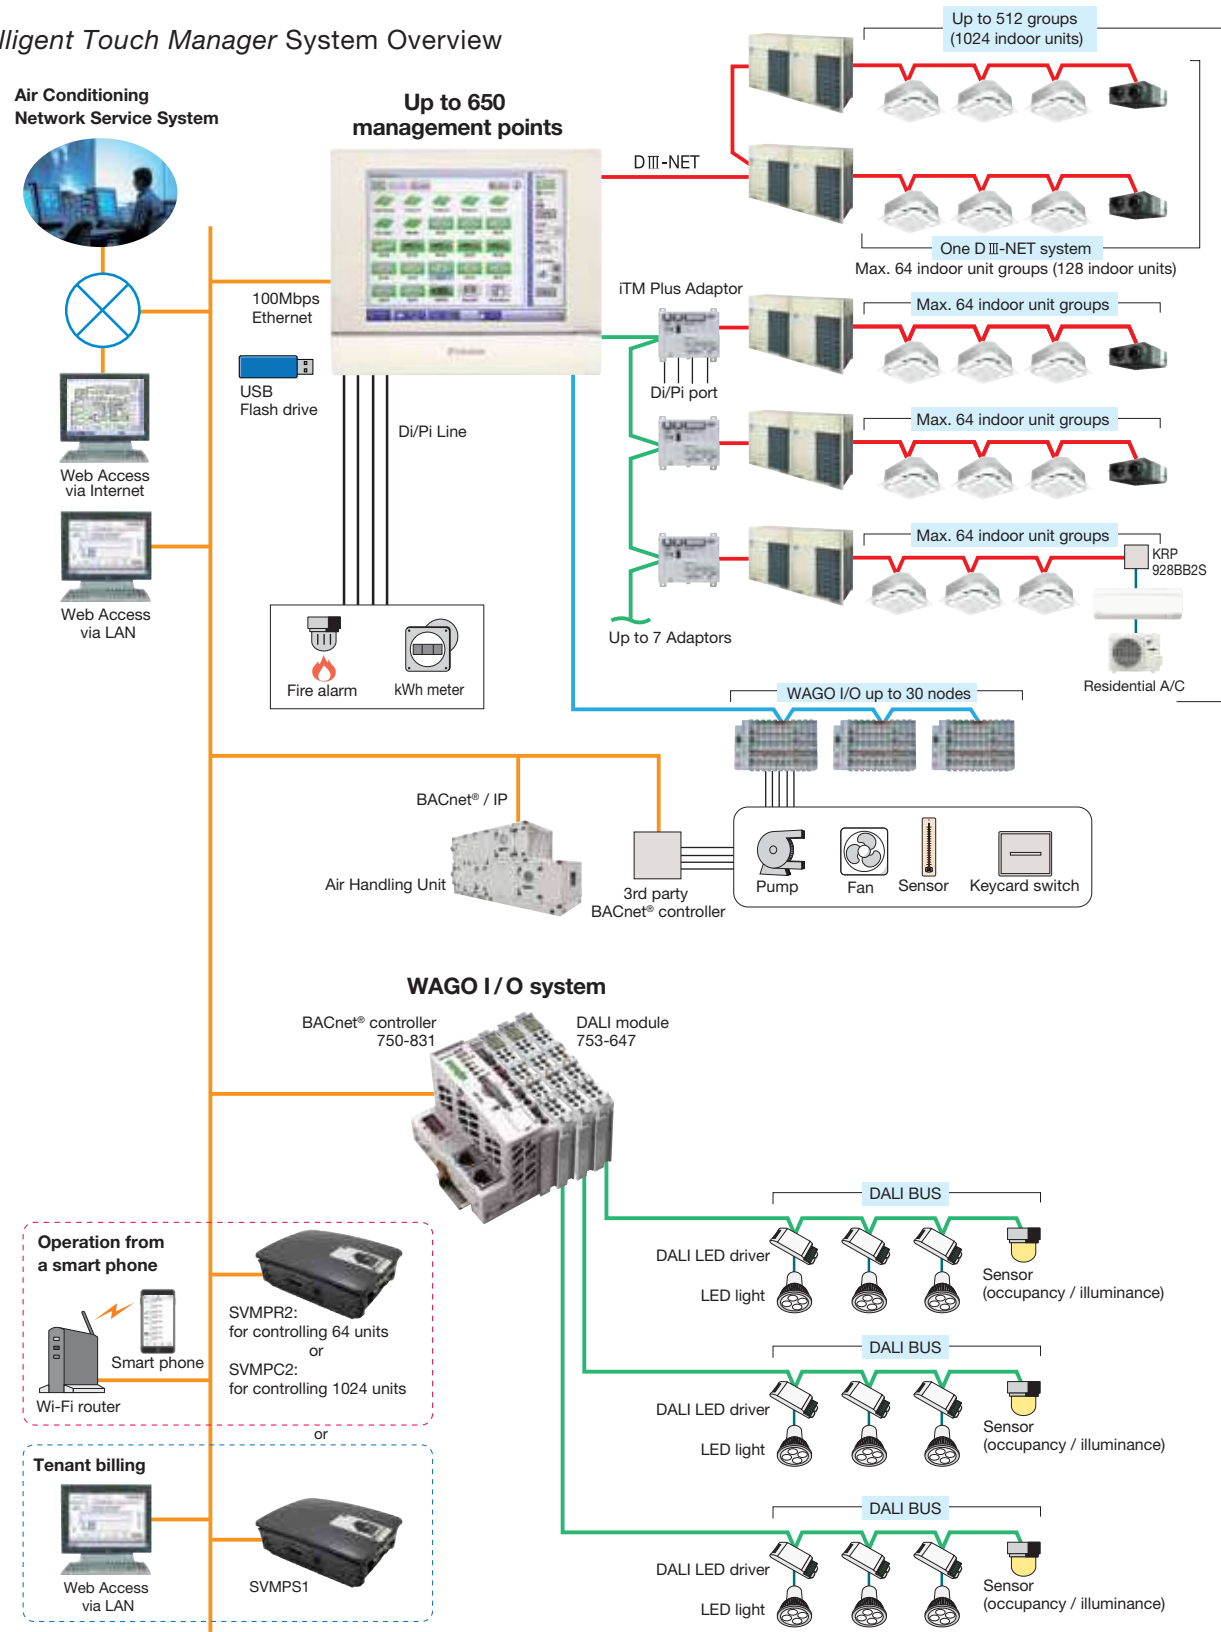 lligent Touch Manager System Overview
Up to 512 groups
(1024 indoor units)
Air Conditioning
Network Service System
Up to 650
management points
DⅢ-NET
One DⅢ-NET system
Max. 64 indoor unit groups (128 indoor units)
100Mbps
Ethernet
iTM Plus Adaptor
Max. 64 indoor unit groups
USB
Flash drive
Di/Pi port
Di/Pi Line
Max. 64 indoor unit groups
Web Access
via Internet
Max. 64 indoor unit groups
KRP
928BB2S
Web Access
via LAN
Up to 7 Adaptors
Fire alarm
kWh meter
Residential A/C
WAGO I/O up to 30 nodes
BACnet® / IP
Air Handling Unit
3rd party
BACnet® controller
Pump
Fan
Sensor
Keycard switch
WAGO I/O system
BACnet® controller
750-831
DALI module
753-647
DALI BUS
DALI LED driver
LED light
Sensor
(occupancy / illuminance)
Operation from
a smart phone
Smart phone
Wi-Fi router
SVMPR2:
for controlling 64 units
or
SVMPC2:
for controlling 1024 units
DALI BUS
DALI LED driver
LED light
Sensor
(occupancy / illuminance)
or
Tenant billing
Web Access
via LAN
SVMPS1
DALI BUS
DALI LED driver
LED light
Sensor
(occupancy / illuminance)